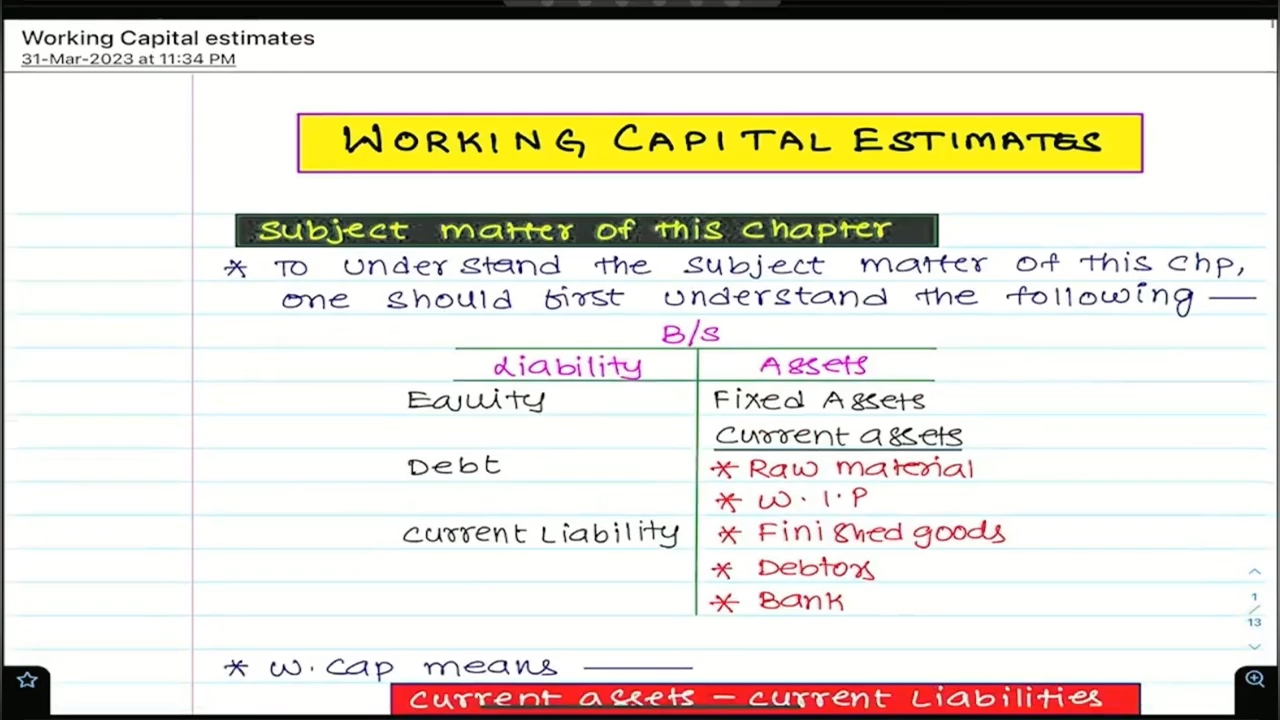 Working Capital estimates
31-Mar-2023 at 11:34 PM
WORKING CAPITAL ESTIMATES
Subject matter of this chapter
* To understand the subject matter of this chp,
one should first understand the following —
B/S
Liability Assets
Equity Fixed Assets
Current assets
Debt * Raw material
* W.I.P
Current Liability * Finished goods
* Debtors
* Bank
1
/
13
* W.Cap means —
Current assets - Current Liabilities